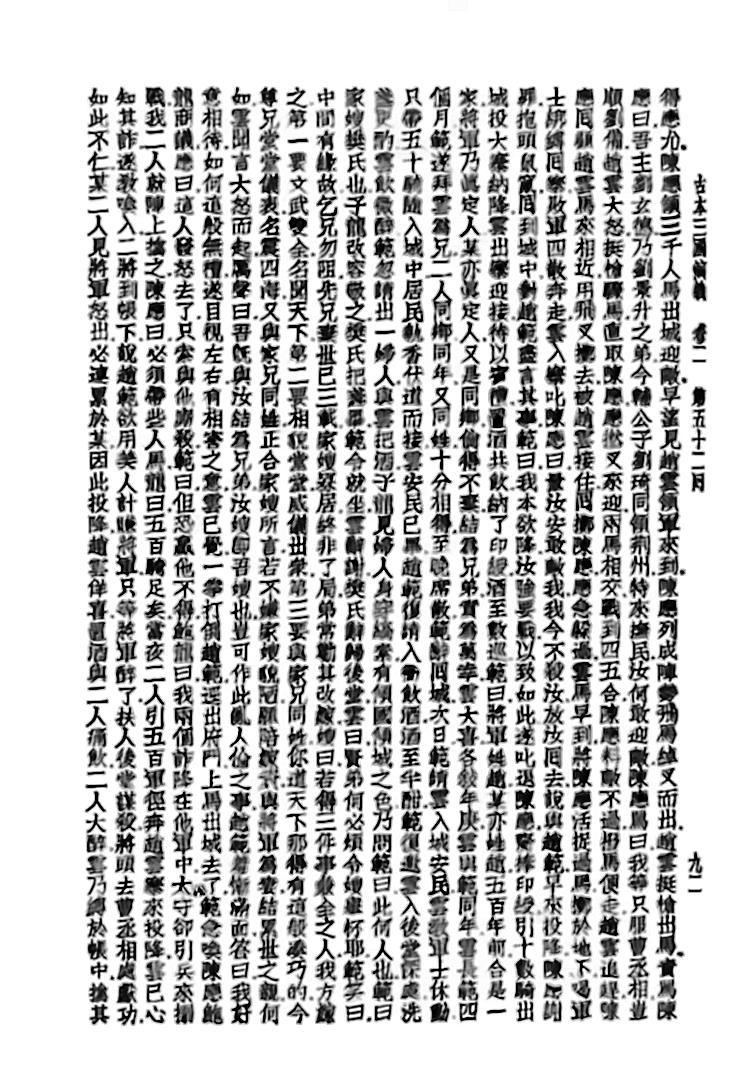 古本三國演義　卷二　第五十二囘　九二
得應允陳應領三千人馬出城迎敵早望見趙雲領軍來到陳應列成陣勢飛馬綽叉而出趙雲挺槍出馬責罵陳
應曰吾主劉玄德乃劉景升之弟今輔公子劉琦同領荊州特來撫民汝何敢迎敵陳應罵曰我等只服曹丞相豈
順劉備趙雲大怒挺槍驟馬直取陳應應撚叉來迎兩馬相交戰到四五合陳應料敵不過撥馬便走趙雲追趕陳
應囘顧趙雲馬來相近用飛叉擲去被趙雲接住囘擲陳應應急躲過雲馬早到將陳應活捉過馬擲於地下喝軍
士綁縛囘寨敗軍四散奔走雲入寨叱陳應曰量汝安敢敵我我今不殺汝放汝囘去說與趙範早來投降陳應謝
罪抱頭鼠竄囘到城中對趙範盡言其事範曰我本欲降汝強要戰以致如此遂叱退陳應齎捧印綬引十數騎出
城投大寨納降雲出寨迎接待以賓禮置酒共飲納了印綬酒至數巡範曰將軍姓趙某亦姓趙五百年前合是一
家將軍乃眞定人某亦眞定人又是同鄉倘得不棄結爲兄弟實爲萬幸雲大喜各敘年庚雲與範同年雲長範四
個月範遂拜雲爲兄二人同鄉同年又同姓十分相得至晚席散範辭囘城次日範請雲入城安民雲教軍士休動
只帶五十騎隨入城中居民執香伏道而接雲安民已畢趙範復請入衙飲酒酒至半酣範復邀雲入後堂深處洗
盞更酌雲飲微醉範忽請出一婦人與雲把酒子龍見婦人身穿縞素有傾國傾城之色乃問範曰此何人也範曰
家嫂樊氏也子龍改容敬之樊氏把盞畢範令就坐雲辭謝樊氏辭歸後堂雲曰賢弟何必煩令嫂舉杯耶範笑曰
中間有緣故乞兄勿阻先兄棄世已三載家嫂寡居終非了局弟常勸其改嫁嫂曰若得三件事兼全之人我方嫁
之第一要文武雙全名聞天下第二要相貌堂堂威儀出衆第三要與家兄同姓你道天下那得有這般湊巧的今
尊兄堂堂儀表名震四海又與家兄同姓正合家嫂所言若不嫌家嫂貌陋願陪嫁資與將軍爲妻結累世之親何
如雲聞言大怒而起厲聲曰吾旣與汝結爲兄弟汝嫂卽吾嫂也豈可作此亂人倫之事趙範羞慚滿面答曰我好
意相待如何這般無禮遂目視左右有相害之意雲已覺一拳打倒趙範逕出府門上馬出城去了範急喚陳應鮑
龍商議應曰這人發怒去了只索與他廝殺範曰但恐贏他不得鮑龍曰我兩個詐降在他軍中太守卻引兵來搦
戰我二人就陣上擒之陳應曰必須帶些人馬龍曰五百騎足矣當夜二人引五百軍徑奔趙雲寨來投降雲已心
知其詐遂教喚入二將到帳下說趙範欲用美人計賺將軍只等將軍醉了扶入後堂謀殺將頭去曹丞相處獻功
如此不仁某二人見將軍怒出必連累於某因此投降趙雲佯喜置酒與二人痛飲二人大醉雲乃縛於帳中擒其